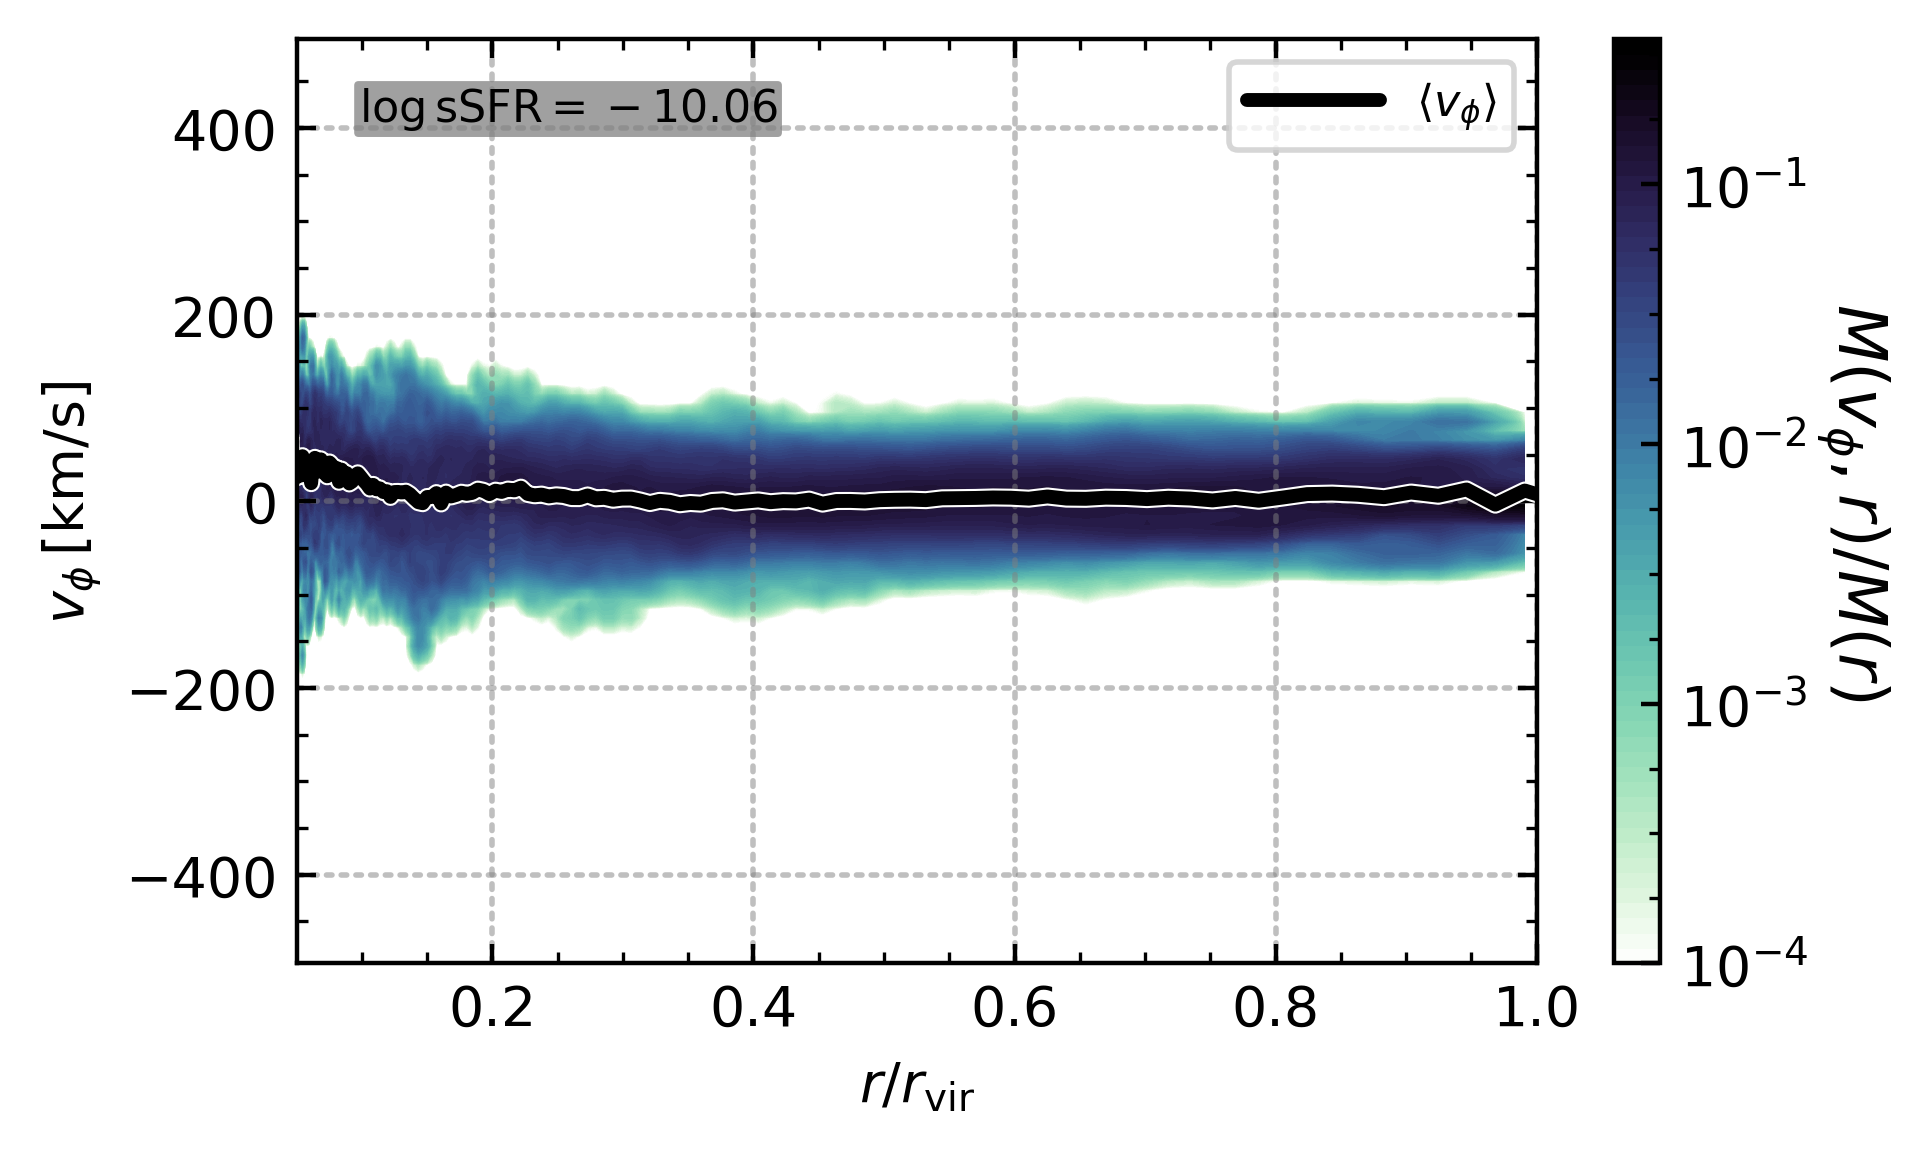 log sSFR = − 10.06
⟨v_ϕ⟩
400
200
0
−200
−400
v_ϕ [km/s]
0.2 0.4 0.6 0.8 1.0
r/r_vir
10^−1
10^−2
10^−3
10^−4
M(v_ϕ, r)/M(r)